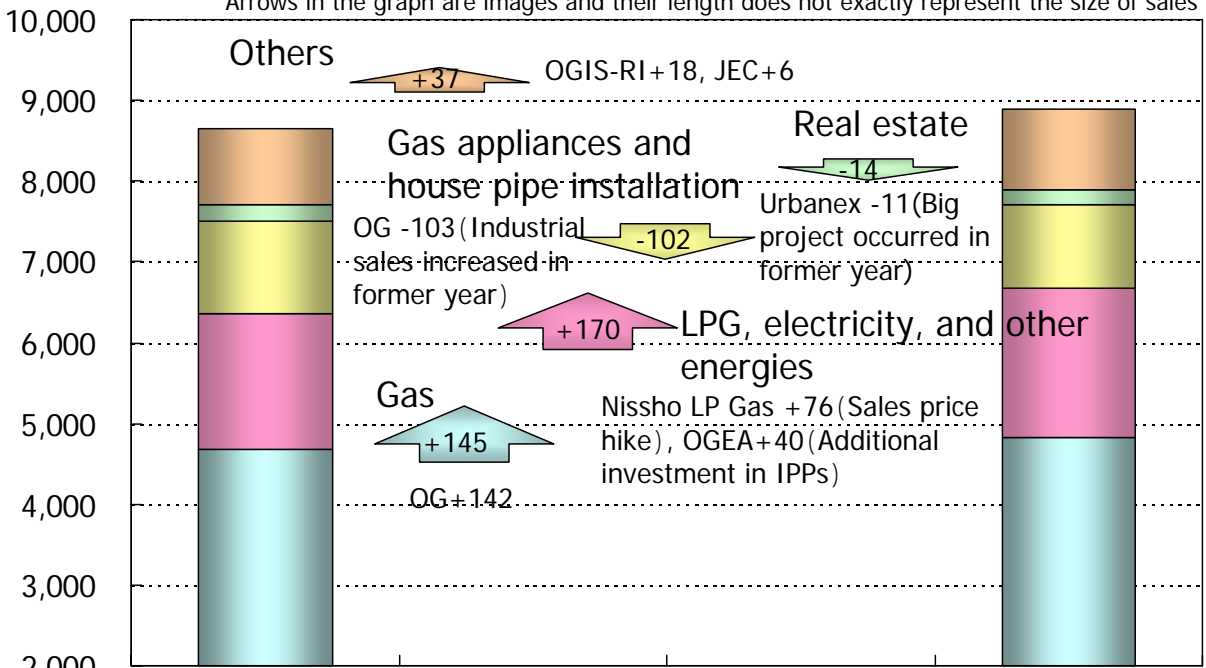 Arrows in the graph are images and their length does not exactly represent the size of sales
10,000
9,000
8,000
7,000
6,000
5,000
4,000
3,000
2,000
Others
+37
OGIS-RI+18, JEC+6
Real estate
-14
Urbanex -11(Big
project occurred in
former year)
Gas appliances and
house pipe installation
OG -103(Industrial
sales increased in
former year)
-102
+170
LPG, electricity, and other
energies
Nissho LP Gas +76(Sales price
hike), OGEA+40(Additional
investment in IPPs)
Gas
+145
OG+142